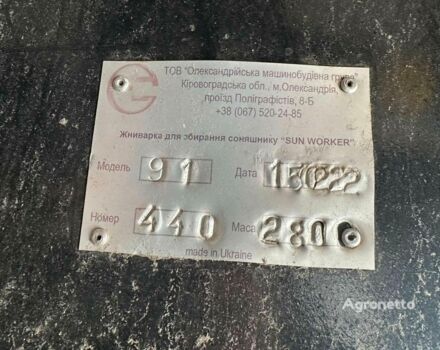 ТОВ "Олександрійська машинобудівна група"
Кіровоградська обл., м.Олександрія,
проїзд Поліграфістів, 8-Б
+38 (067) 520-24-85
Жниварка для збирання соняшнику "SUN WORKER"
Модель 91 Дата
Номер 440 Маса 2800
made in Ukraine
Agronetto